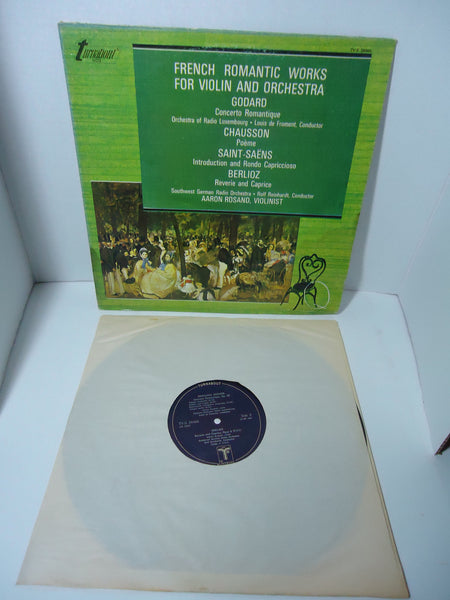 Turnabout
TV-S 34466
FRENCH ROMANTIC WORKS
FOR VIOLIN AND ORCHESTRA
GODARD
Concerto Romantique
Orchestra of Radio Luxembourg • Louis de Froment, Conductor
CHAUSSON
Poème
SAINT-SAËNS
Introduction and Rondo Capriccioso
BERLIOZ
Reverie and Caprice
Southwest German Radio Orchestra • Rolf Reinhardt, Conductor
AARON ROSAND, VIOLINIST
TURNABOUT